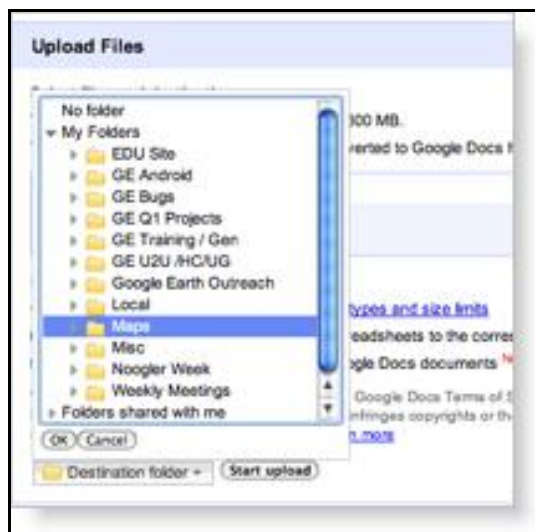 Upload Files
No folder
My Folders
300 MB.
EDU Site
verted to Google Docs
GE Android
GE Bugs
GE Q1 Projects
GE Training / Gen
GE U2U /HC/UG
Google Earth Outreach
Local
types and size limits
Maps
eadsheets to the corre
Misc
gle Docs documents
Noogler Week
Google Docs Terms of S
Weekly Meetings
nfringes copyrights or th
Folders shared with me
n more
OK Cancel
Destination folder Start upload